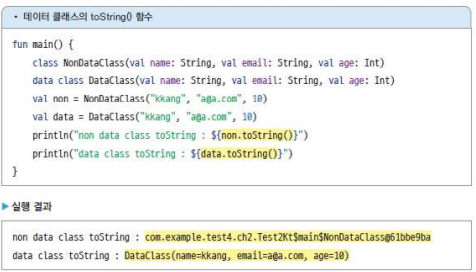 • 데이터 클래스의 toString() 함수
fun main() {
    class NonDataClass(val name: String, val email: String, val age: Int)
    data class DataClass(val name: String, val email: String, val age: Int)
    val non = NonDataClass("kkang", "a@a.com", 10)
    val data = DataClass("kkang", "a@a.com", 10)
    println("non data class toString : ${non.toString()}")
    println("data class toString : ${data.toString()}")
}
▶ 실행 결과
non data class toString : com.example.test4.ch2.Test2Kt$main$NonDataClass@61bbe9ba
data class toString : DataClass(name=kkang, email=a@a.com, age=10)